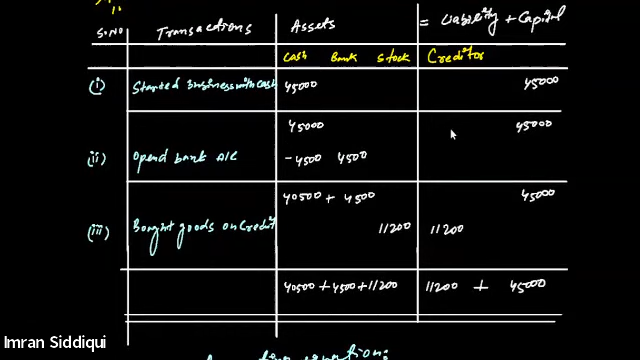 S.NO Transactions Assets = Liability + Capital
Cash Bank Stock Creditor
(i) Started Business with Cash 45000 45000
45000 45000
(ii) Opend bank A/C -4500 4500
40500 + 4500 45000
(iii) Bought goods on Credit 11200 11200
40500 + 4500 + 11200 11200 + 45000
Imran Siddiqui
equation: